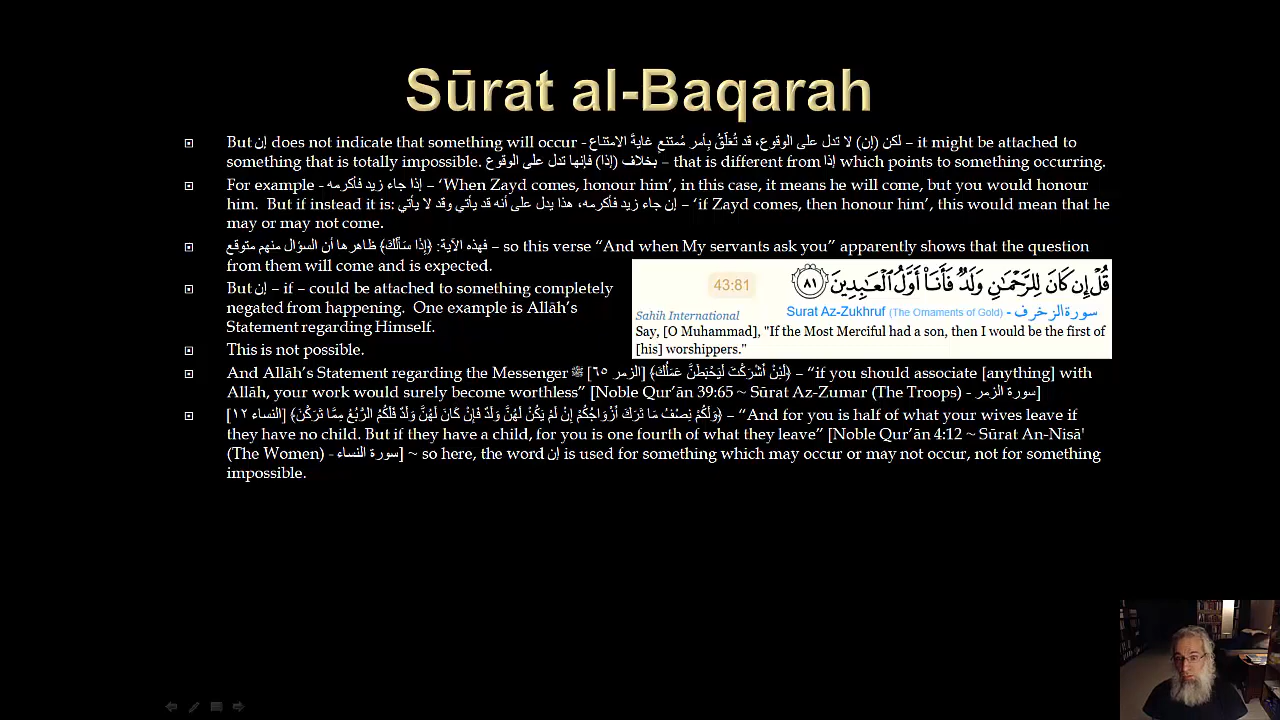 Sūrat al-Baqarah
But إن does not indicate that something will occur - لكن (إن) لا تدل على الوقوع، قد تُعَلَّقُ بِأمر مُمتنعٍ غايةَ الامتناع – it might be attached to
something that is totally impossible. بخلاف (إذا) فإنها تدل على الوقوع – that is different from إذا which points to something occurring.
For example - إذا جاء زيد فأكرمه – ‘When Zayd comes, honour him’, in this case, it means he will come, but you would honour
him. But if instead it is: إن جاء زيد فأكرمه، هذا يدل على أنه قد يأتي وقد لا يأتي – ‘if Zayd comes, then honour him’, this would mean that he
may or may not come.
فهذه الآية: ﴿إِذَا سَأَلَكَ﴾ ظاهرها أن السؤال منهم متوقع – so this verse “And when My servants ask you” apparently shows that the question
from them will come and is expected.
But إن – if – could be attached to something completely
negated from happening. One example is Allāh’s
Statement regarding Himself.
43:81 قُلْ إِن كَانَ لِلرَّحْمَٰنِ وَلَدٌ فَأَنَا۠ أَوَّلُ ٱلْعَٰبِدِينَ ٨١
Sahih International
Surat Az-Zukhruf (The Ornaments of Gold) - سورة الزخرف
Say, [O Muhammad], "If the Most Merciful had a son, then I would be the first of
[his] worshippers."
This is not possible.
And Allāh’s Statement regarding the Messenger ﷺ ﴿لَئِنْ أَشْرَكْتَ لَيَحْبَطَنَّ عَمَلُكَ﴾ [الزمر ٦٥] – “if you should associate [anything] with
Allāh, your work would surely become worthless” [Noble Qur’ān 39:65 ~ Sūrat Az-Zumar (The Troops) - سورة الزمر]
﴿وَلَكُمْ نِصْفُ مَا تَرَكَ أَزْوَاجُكُمْ إِنْ لَمْ يَكُنْ لَهُنَّ وَلَدٌ فَإِنْ كَانَ لَهُنَّ وَلَدٌ فَلَكُمُ الرُّبُعُ مِمَّا تَرَكْنَ﴾ [النساء ١٢] – “And for you is half of what your wives leave if
they have no child. But if they have a child, for you is one fourth of what they leave” [Noble Qur’ān 4:12 ~ Sūrat An-Nisā'
(The Women) - سورة النساء] ~ so here, the word إن is used for something which may occur or may not occur, not for something
impossible.